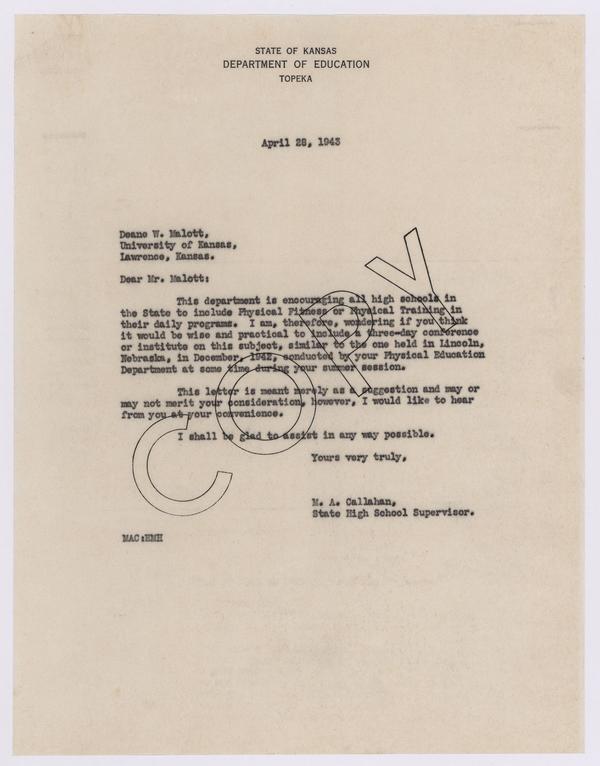 STATE OF KANSAS
DEPARTMENT OF EDUCATION
TOPEKA
April 28, 1943
Deane W. Malott,
University of Kansas,
Lawrence, Kansas.
Dear Mr. Malott:
This department is encouraging all high schools in
the State to include Physical Fitness or Physical Training in
their daily programs. I am, therefore, wondering if you think
it would be wise and practical to include a three-day conference
or institute on this subject, similar to the one held in Lincoln,
Nebraska, in December, 1942, conducted by your Physical Education
Department at some time during your summer session.
This letter is meant merely as a suggestion and may or
may not merit your consideration, however, I would like to hear
from you at your convenience.
I shall be glad to assist in any way possible.
Yours very truly,
M. A. Callahan,
State High School Supervisor.
MAC:HMH
COPY